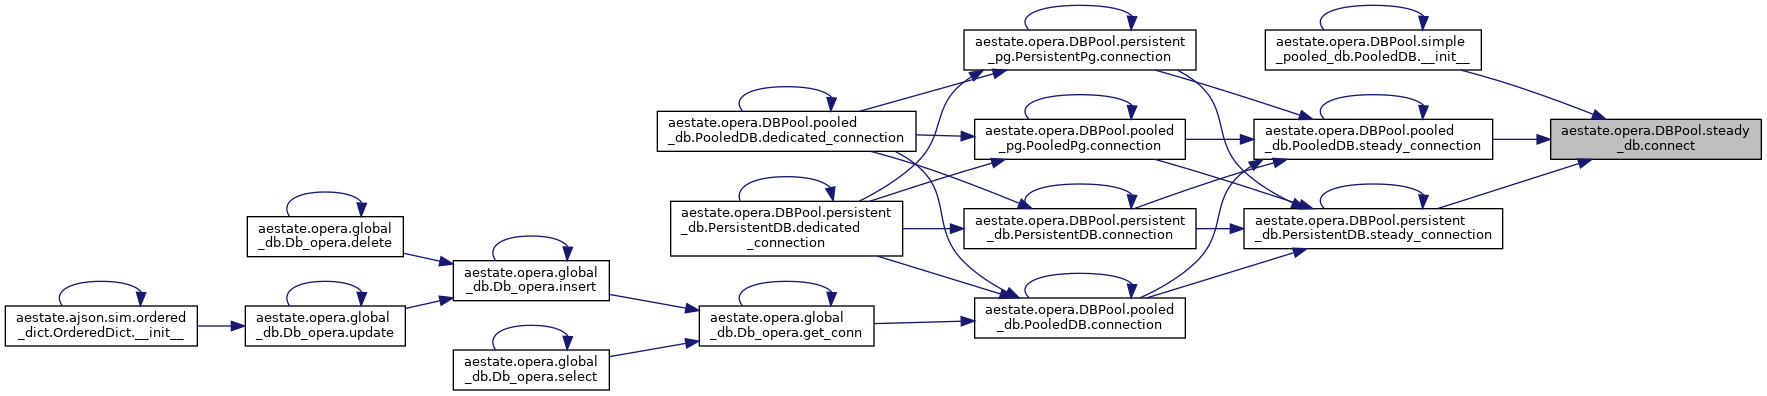 aestate.opera.DBPool.persistent
_pg.PersistentPg.connection
aestate.opera.DBPool.simple
_pooled_db.PooledDB.__init__
aestate.opera.DBPool.pooled
_db.PooledDB.dedicated_connection
aestate.opera.DBPool.pooled
_pg.PooledPg.connection
aestate.opera.DBPool.pooled
_db.PooledDB.steady_connection
aestate.opera.DBPool.steady
_db.connect
aestate.opera.DBPool.persistent
_db.PersistentDB.dedicated
_connection
aestate.opera.DBPool.persistent
_db.PersistentDB.connection
aestate.opera.DBPool.persistent
_db.PersistentDB.steady_connection
aestate.opera.global
_db.Db_opera.delete
aestate.opera.global
_db.Db_opera.insert
aestate.ajson.sim.ordered
_dict.OrderedDict.__init__
aestate.opera.global
_db.Db_opera.update
aestate.opera.global
_db.Db_opera.get_conn
aestate.opera.DBPool.pooled
_db.PooledDB.connection
aestate.opera.global
_db.Db_opera.select